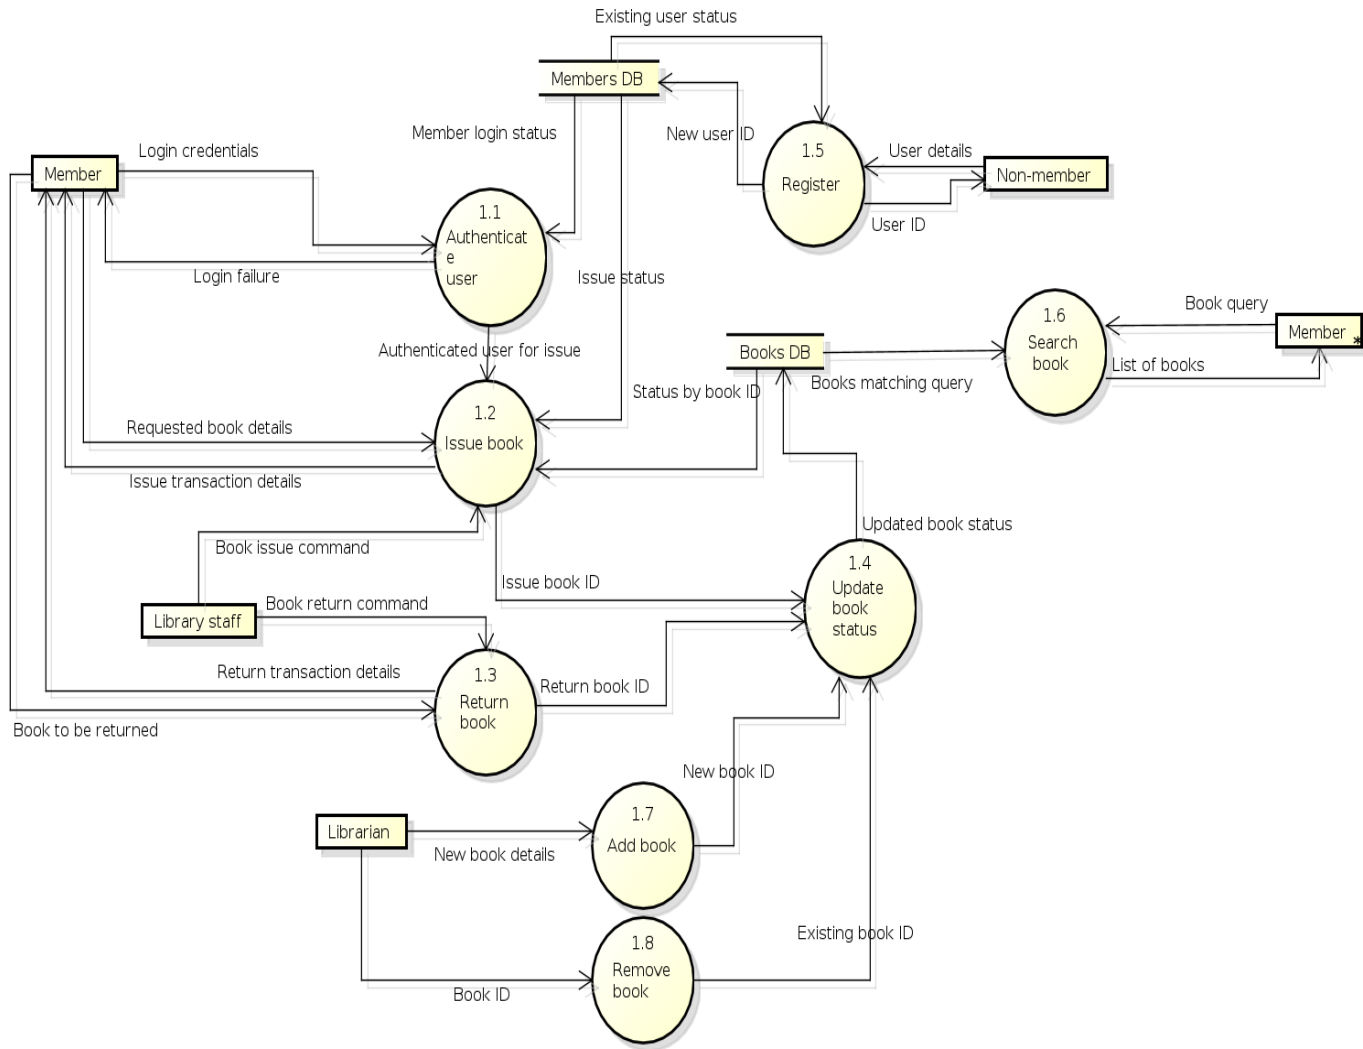 Existing user status
Members DB
Member login status
New user ID
1.5
Register
User details
Non-member
User ID
Login credentials
Member
1.1
Authenticat
e
user
Login failure
Issue status
Authenticated user for issue
Books DB
Books matching query
1.6
Search
book
Book query
Member
*
List of books
Status by book ID
1.2
Issue book
Requested book details
Issue transaction details
Book issue command
Updated book status
1.4
Update
book
status
Issue book ID
Book return command
Library staff
Return transaction details
1.3
Return
book
Return book ID
Book to be returned
New book ID
1.7
Add book
Librarian
New book details
Existing book ID
1.8
Remove
book
Book ID